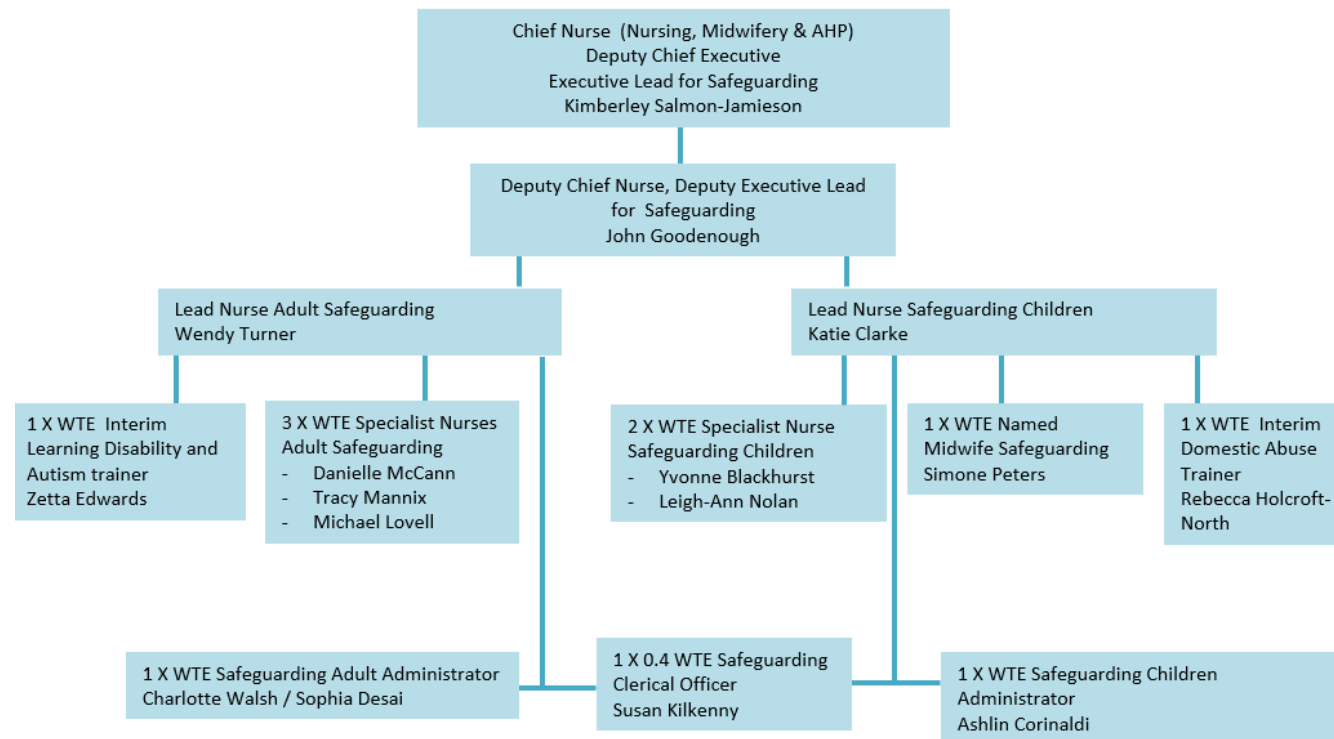 Chief Nurse (Nursing, Midwifery & AHP)
Deputy Chief Executive
Executive Lead for Safeguarding
Kimberley Salmon-Jamieson
Deputy Chief Nurse, Deputy Executive Lead
for Safeguarding
John Goodenough
Lead Nurse Adult Safeguarding
Wendy Turner
Lead Nurse Safeguarding Children
Katie Clarke
1 X WTE Interim
Learning Disability and
Autism trainer
Zetta Edwards
3 X WTE Specialist Nurses
Adult Safeguarding
- Danielle McCann
- Tracy Mannix
- Michael Lovell
2 X WTE Specialist Nurse
Safeguarding Children
- Yvonne Blackhurst
- Leigh-Ann Nolan
1 X WTE Named
Midwife Safeguarding
Simone Peters
1 X WTE Interim
Domestic Abuse
Trainer
Rebecca Holcroft-
North
1 X WTE Safeguarding Adult Administrator
Charlotte Walsh / Sophia Desai
1 X 0.4 WTE Safeguarding
Clerical Officer
Susan Kilkenny
1 X WTE Safeguarding Children
Administrator
Ashlin Corinaldi